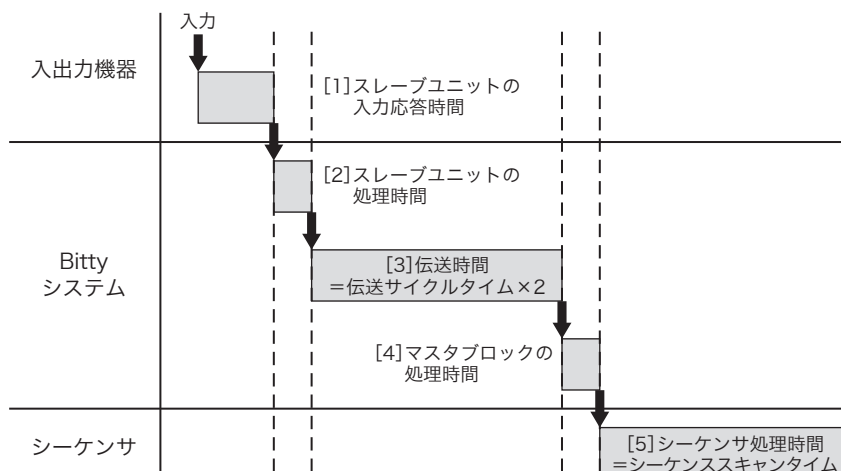 入力
入出力機器
[1]スレーブユニットの
入力応答時間
[2]スレーブユニットの
処理時間
Bitty
システム
[3]伝送時間
＝伝送サイクルタイム×2
[4]マスタブロックの
処理時間
シーケンサ
[5]シーケンサ処理時間
＝シーケンススキャンタイム